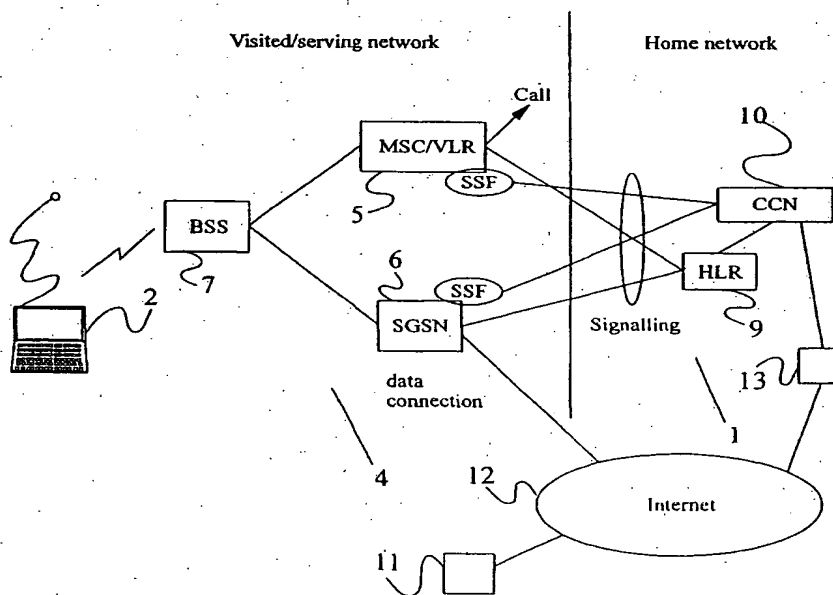 Visited/serving network
Home network
Call
10
MSC/VLR
SSF
CCN
5
BSS
6
7
SSF
HLR
2
SGSN
Signalling
9
13
data
connection
1
4
12
Internet
11